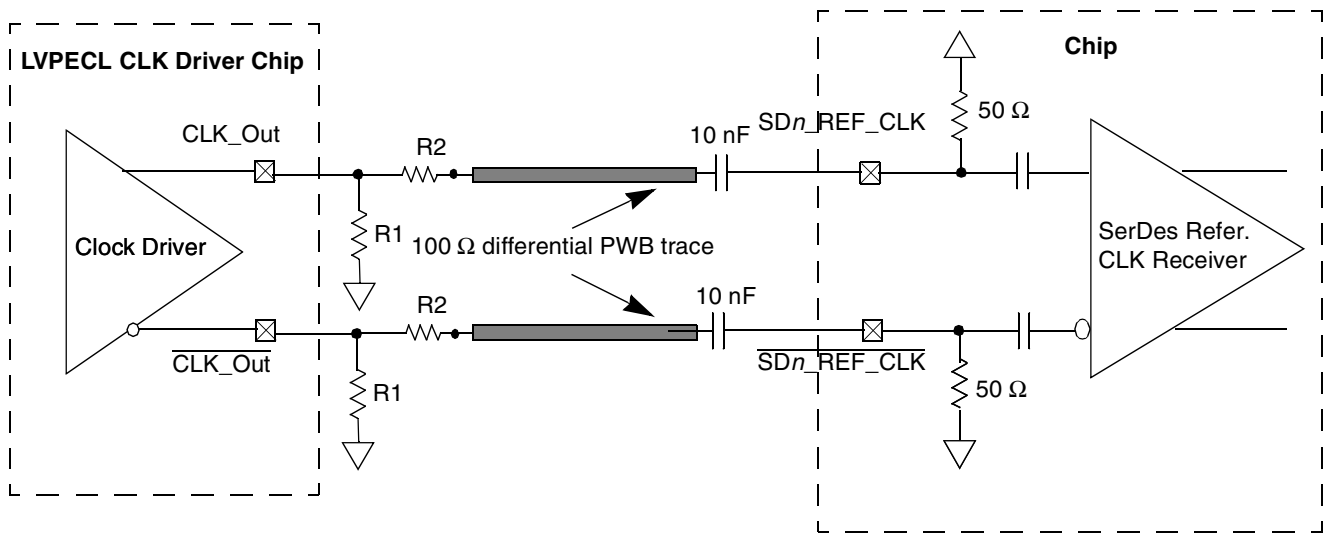 LVPECL CLK Driver Chip
Chip
CLK_Out
R2
10 nF
SDn_REF_CLK
50 Ω
Clock Driver
R1
100 Ω differential PWB trace
SerDes Refer.
CLK Receiver
R2
10 nF
CLK_Out
SDn_REF_CLK
R1
50 Ω